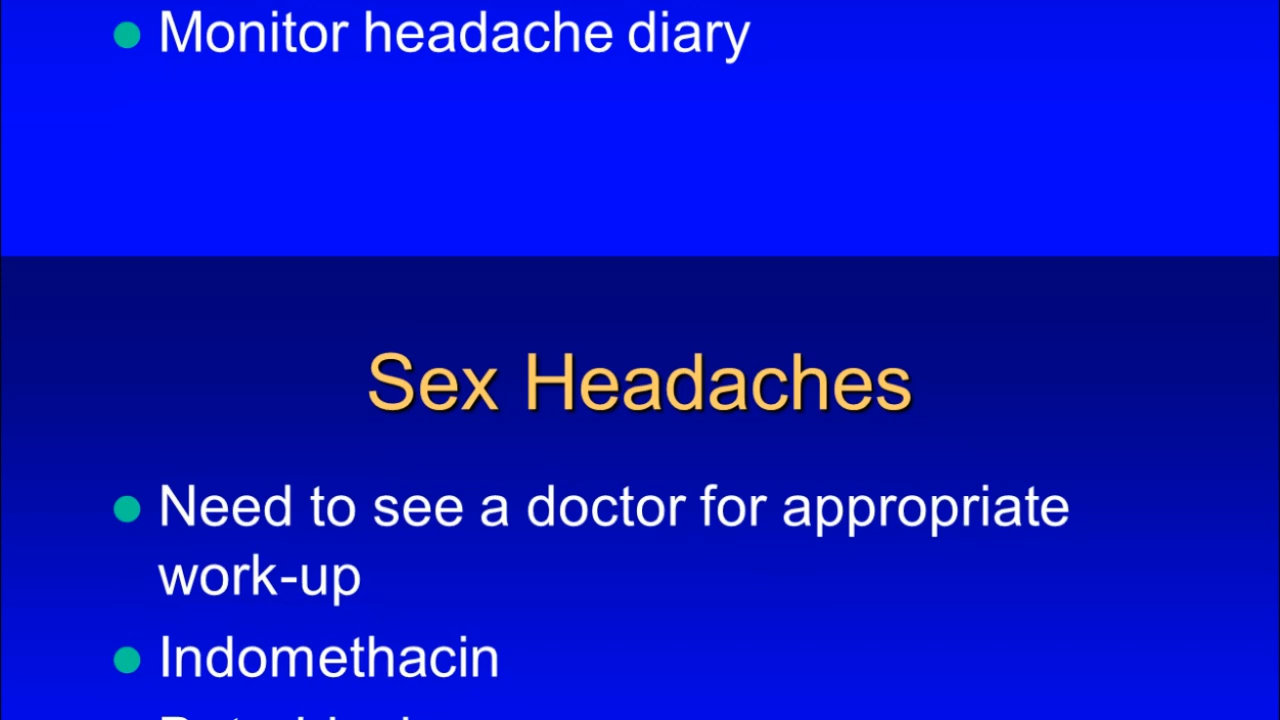 Monitor headache diary
Sex Headaches
Need to see a doctor for appropriate
work-up
Indomethacin